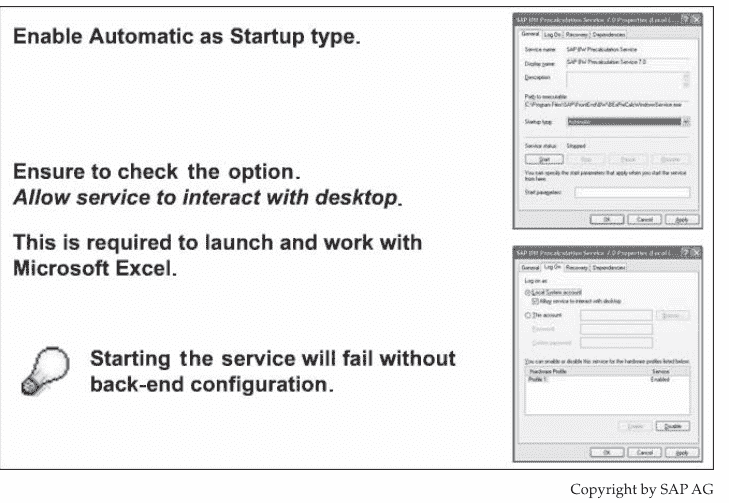 Enable Automatic as Startup type.
Ensure to check the option.
Allow service to interact with desktop.
This is required to launch and work with
Microsoft Excel.
Starting the service will fail without
back-end configuration.
SAP BW Precalculation Service 7.0 Properties (Local C...
General Log On Recovery Dependencies
Service name: SAP BW Precalculation Service
Display name: SAP BW Precalculation Service 7.0
Description:
Path to executable:
Startup type: Automatic
Service status: Stopped
Start Stop Pause Resume
You can specify the start parameters that apply when you start the service
from here.
Start parameters:
OK Cancel Apply
SAP BW Precalculation Service 7.0 Properties (Local C...
General Log On Recovery Dependencies
Log on as:
Local System account
Allow service to interact with desktop
This account: Browse...
Password:
Confirm password:
You can enable or disable this service for the hardware profiles listed below:
Hardware Profile Service
Profile 1 Enabled
Enable Disable
OK Cancel Apply
Copyright by SAP AG